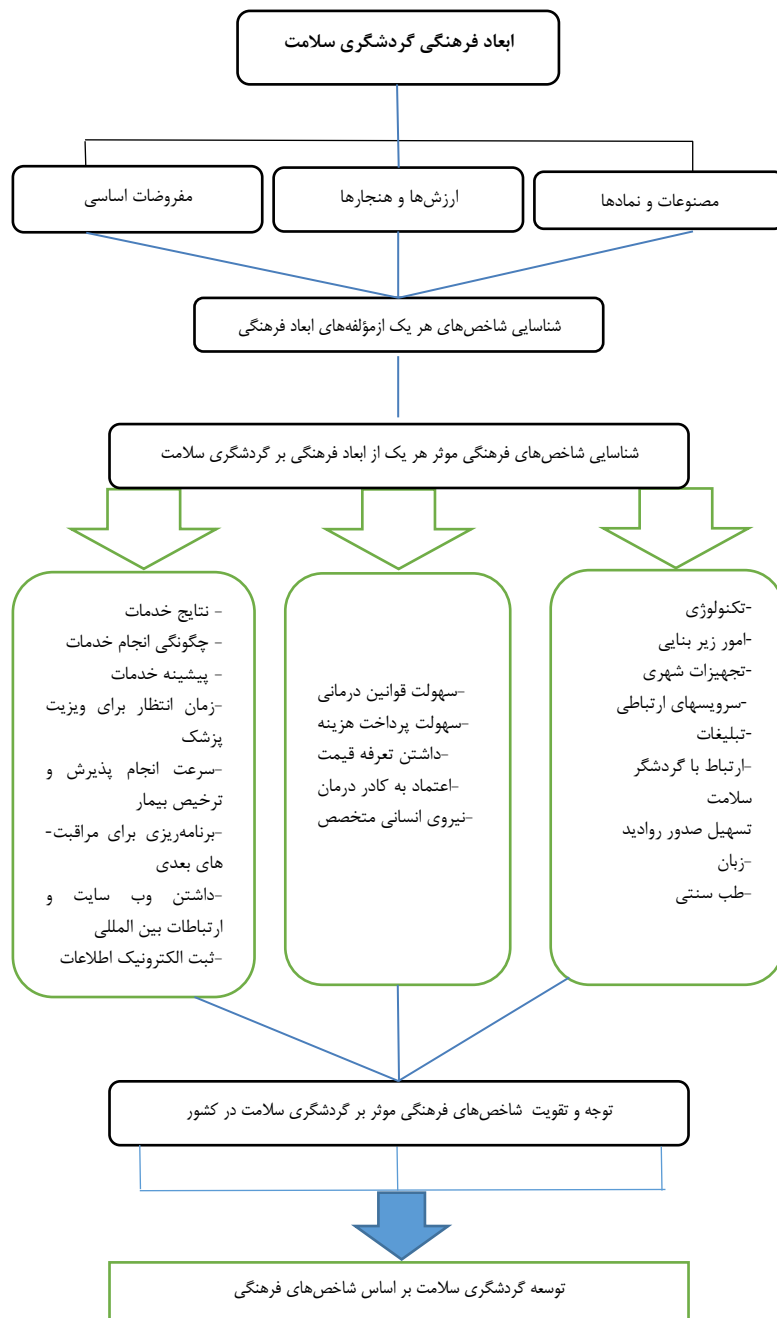 ابعاد فرهنگی گردشگری سلامت
مصنوعات و نمادها
ارزش‌ها و هنجارها
مفروضات اساسی
شناسایی شاخص‌های هر یک ازمؤلفه‌های ابعاد فرهنگی
شناسایی شاخص‌های فرهنگی موثر هر یک از ابعاد فرهنگی بر گردشگری سلامت
-تکنولوژی
-امور زیر بنایی
-تجهیزات شهری
-سرویسهای ارتباطی
-تبلیغات
-ارتباط با گردشگر
سلامت
تسهیل صدور روادید
-زبان
-طب سنتی
-سهولت قوانین درمانی
-سهولت پرداخت هزینه
-داشتن تعرفه قیمت
-اعتماد به کادر درمان
-نیروی انسانی متخصص
- نتایج خدمات
- چگونگی انجام خدمات
- پیشینه خدمات
-زمان انتظار برای ویزیت
پزشک
-سرعت انجام پذیرش و
ترخیص بیمار
-برنامه‌ریزی برای مراقبت-
های بعدی
-داشتن وب سایت و
ارتباطات بین المللی
-ثبت الکترونیک اطلاعات
توجه و تقویت شاخص‌های فرهنگی موثر بر گردشگری سلامت در کشور
توسعه گردشگری سلامت بر اساس شاخص‌های فرهنگی